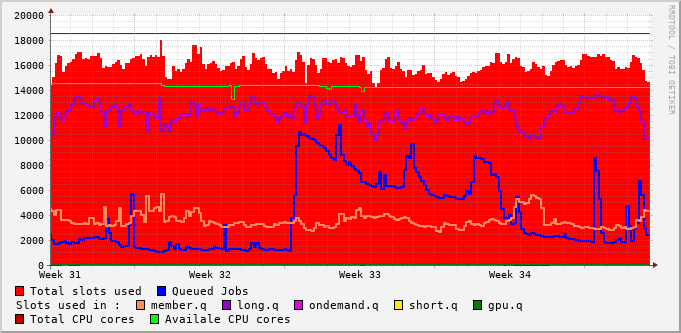 20000
18000
16000
14000
12000
10000
8000
6000
4000
2000
0
Week 31 Week 32 Week 33 Week 34
Total slots used Queued Jobs
Slots used in : member.q long.q ondemand.q short.q gpu.q
Total CPU cores Availale CPU cores
RRDTOOL / TOBI OETIKER